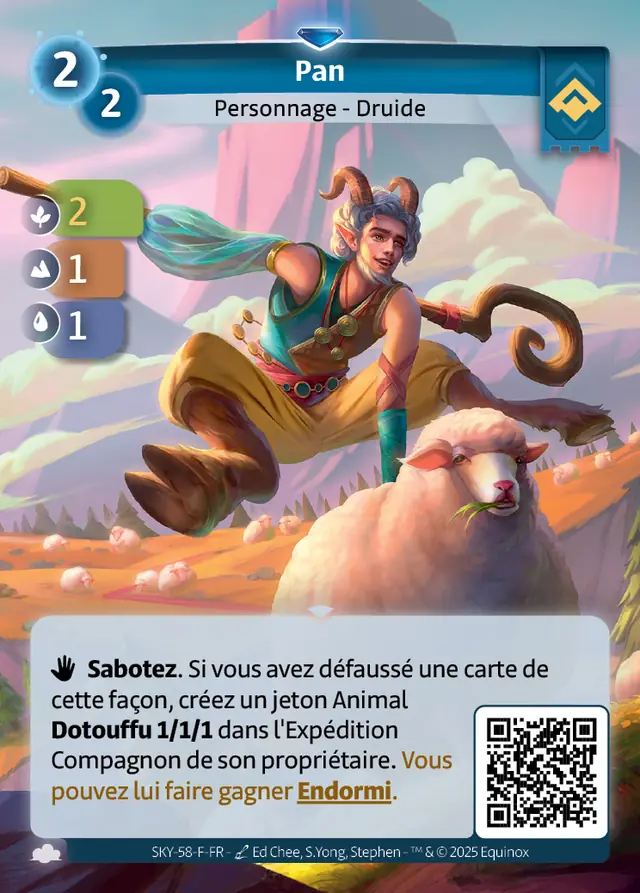 2
Pan
2
Personnage - Druide
2
1
1
Sabotez. Si vous avez défaussé une carte de
cette façon, créez un jeton Animal
Dotouffu 1/1/1 dans l'Expédition
Compagnon de son propriétaire. Vous
pouvez lui faire gagner Endormi.
SKY-58-F-FR - Ed Chee, S.Yong, Stephen - ™ & © 2025 Equinox